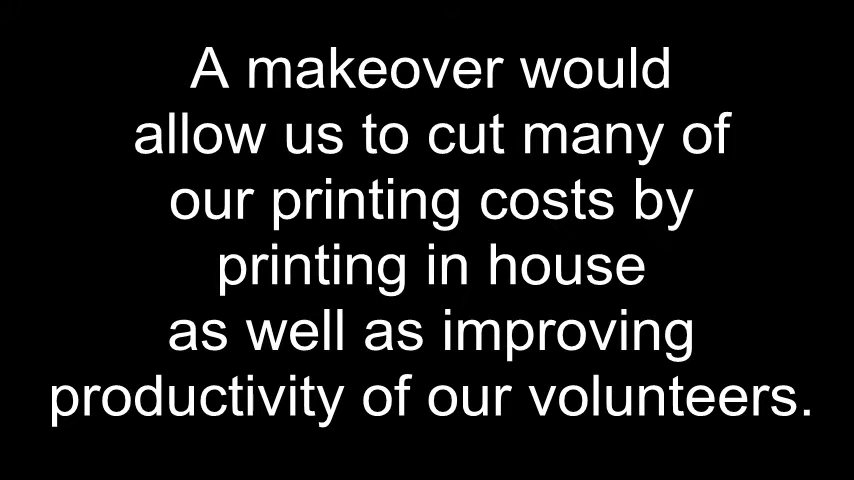 A makeover would
allow us to cut many of
our printing costs by
printing in house
as well as improving
productivity of our volunteers.